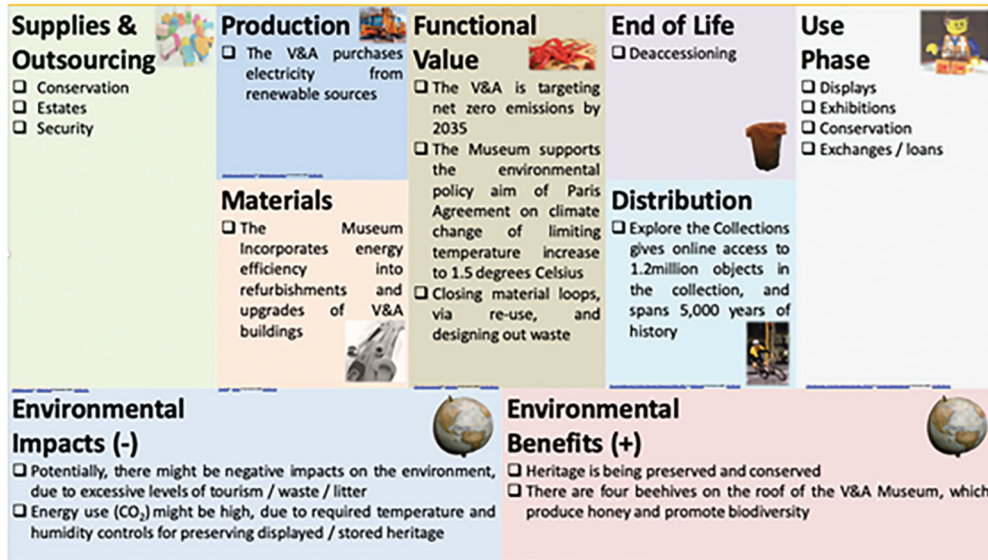 Supplies &
Outsourcing
❑ Conservation
❑ Estates
❑ Security
Production
❑ The V&A purchases
electricity from
renewable sources
Materials
❑ The Museum
Incorporates energy
efficiency into
refurbishments and
upgrades of V&A
buildings
Functional
Value
❑ The V&A is targeting
net zero emissions by
2035
❑ The Museum supports
the environmental
policy aim of Paris
Agreement on climate
change of limiting
temperature increase
to 1.5 degrees Celsius
❑ Closing material loops,
via re-use, and
designing out waste
End of Life
❑ Deaccessioning
Distribution
❑ Explore the Collections
gives online access to
1.2million objects in
the collection, and
spans 5,000 years of
history
Use
Phase
❑ Displays
❑ Exhibitions
❑ Conservation
❑ Exchanges / loans
Environmental
Impacts (-)
❑ Potentially, there might be negative impacts on the environment,
due to excessive levels of tourism / waste / litter
❑ Energy use (CO₂) might be high, due to required temperature and
humidity controls for preserving displayed / stored heritage
Environmental
Benefits (+)
❑ Heritage is being preserved and conserved
❑ There are four beehives on the roof of the V&A Museum, which
produce honey and promote biodiversity